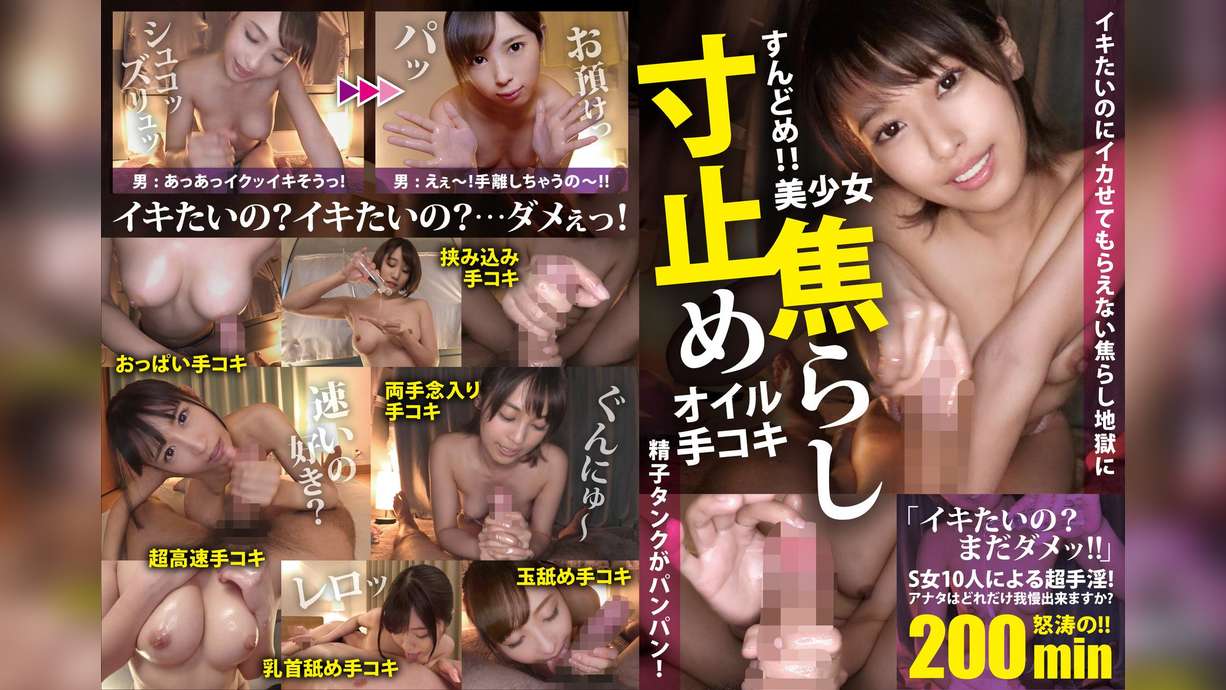 シュコッ
ズリュッ
男：あっあっイクッイキそうっ!
パッ
お預けっ
男：えぇ～!手離しちゃうの～!!
イキたいの?イキたいの?…ダメぇっ!
おっぱい手コキ
挟み込み
手コキ
速いの
好き?
超高速手コキ
両手念入り
手コキ
ぐんにゅ～
レロッ
乳首舐め手コキ
玉舐め手コキ
イキたいのにイカせてもらえない焦らし地獄に
すんどめ!!
寸止め
美少女
焦らし
オイル
手コキ
精子タンクがパンパン!
「イキたいの?
まだダメッ!!」
S女10人による超手淫!
アナタはどれだけ我慢出来ますか?
怒涛の!!
200min